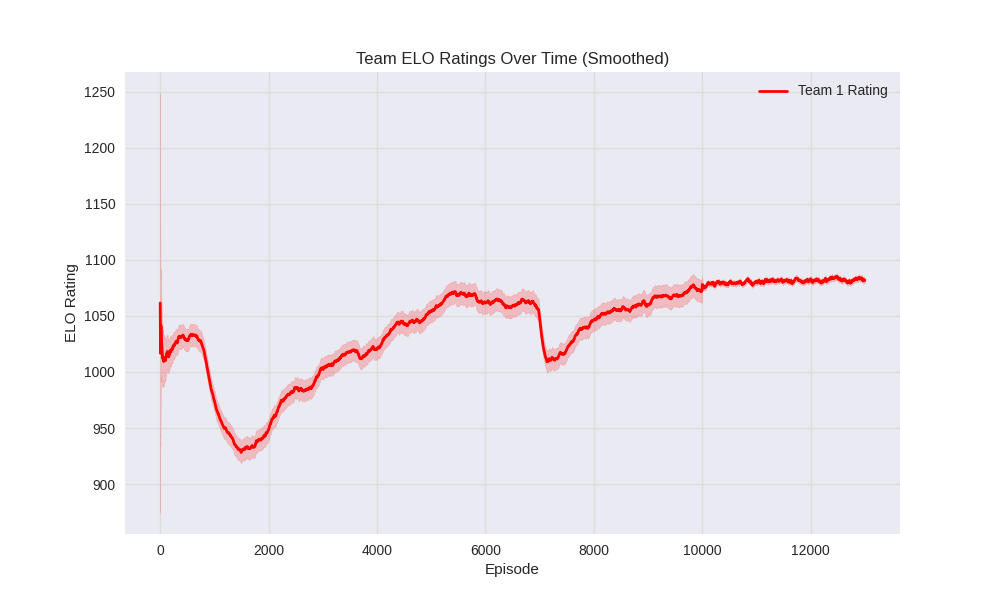 Team ELO Ratings Over Time (Smoothed)
Team 1 Rating
ELO Rating
1250
1200
1150
1100
1050
1000
950
900
0 2000 4000 6000 8000 10000 12000
Episode